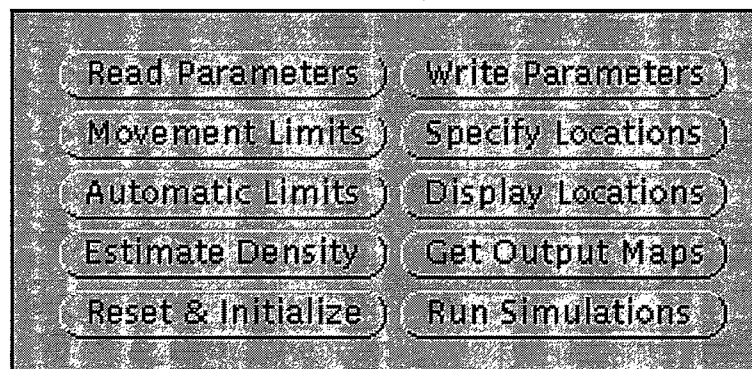 Read Parameters Write Parameters
Movement Limits Specify Locations
Automatic Limits Display Locations
Estimate Density Get Output Maps
Reset & Initialize Run Simulations